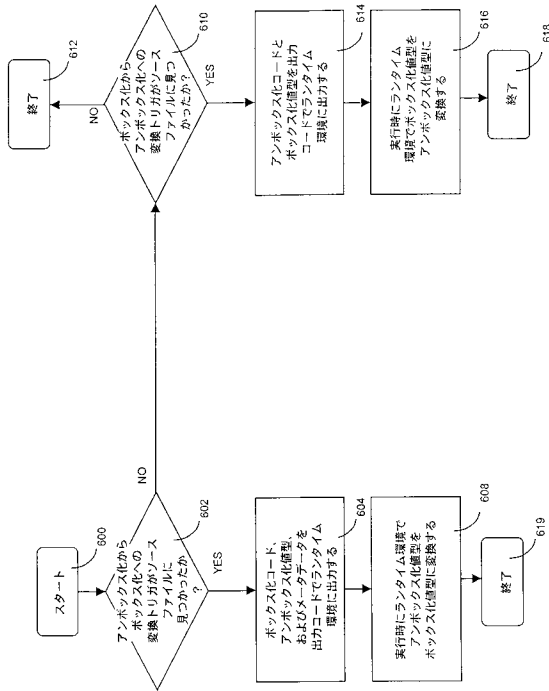 スタート
600
アンボックス化から
ボックス化への
変換トリガがソース
ファイルに
見つかったか
?
602
NO
YES
ボックス化コード、
アンボックス化値型、
およびメータデータを
出力コードでランタイム
環境に出力する
604
実行時にランタイム環境で
アンボックス化値型を
ボックス化値型に変換する
608
終了
619
ボックス化から
アンボックス化への
変換トリガがソース
ファイルに見つ
かったか?
610
NO
終了
612
YES
アンボックス化コードと
ボックス化値型を出力
コードでランタイム
環境に出力する
614
実行時にランタイム
環境でボックス化値型を
アンボックス化値型に
変換する
616
終了
618